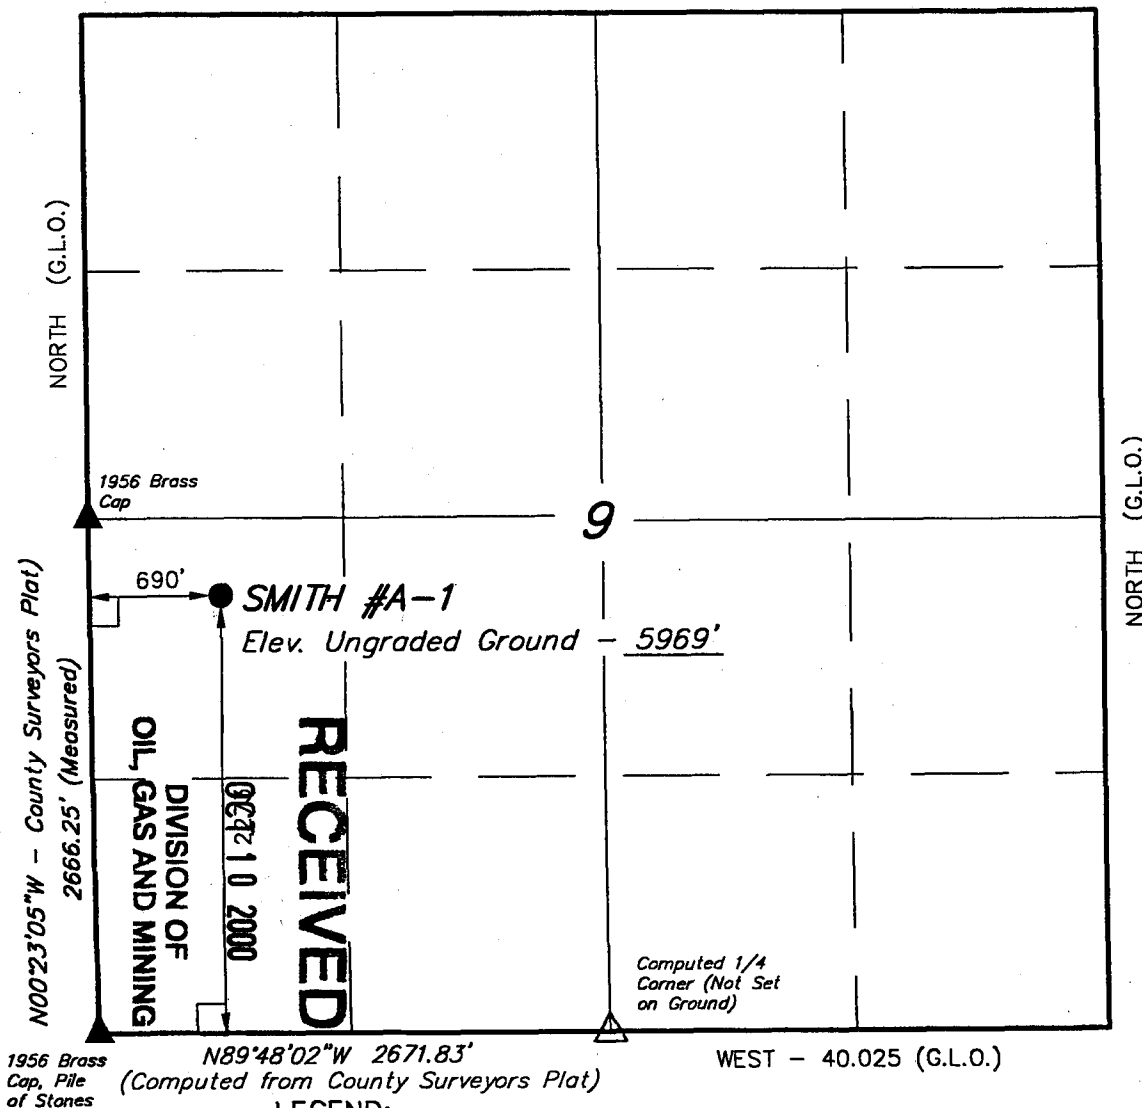 NORTH (G.L.O.)
1956 Brass
Cap
9
NORTH (G.L.O.)
690'
SMITH #A-1
Elev. Ungraded Ground - 5969'
N00°23'05"W - County Surveyors Plat)
2666.25' (Measured)
RECEIVED
OCT 10 2000
DIVISION OF
OIL, GAS AND MINING
Computed 1/4
Corner (Not Set
on Ground)
1956 Brass
Cap, Pile
of Stones
N89°48'02"W 2671.83'
(Computed from County Surveyors Plat)
WEST - 40.025 (G.L.O.)
LEGEND: